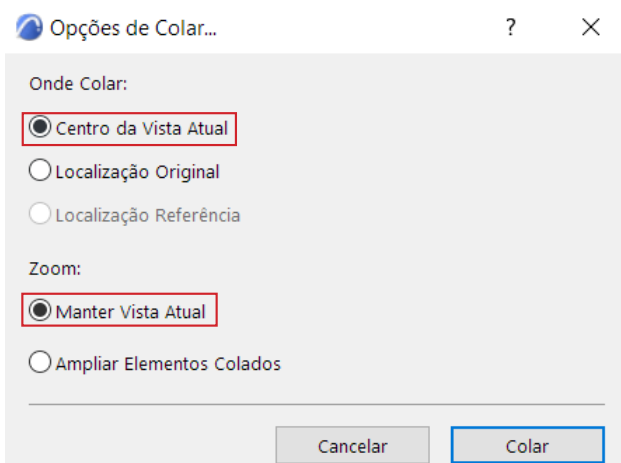 Opções de Colar...
?
Onde Colar:
Centro da Vista Atual
Localização Original
Localização Referência
Zoom:
Manter Vista Atual
Ampliar Elementos Colados
Cancelar
Colar